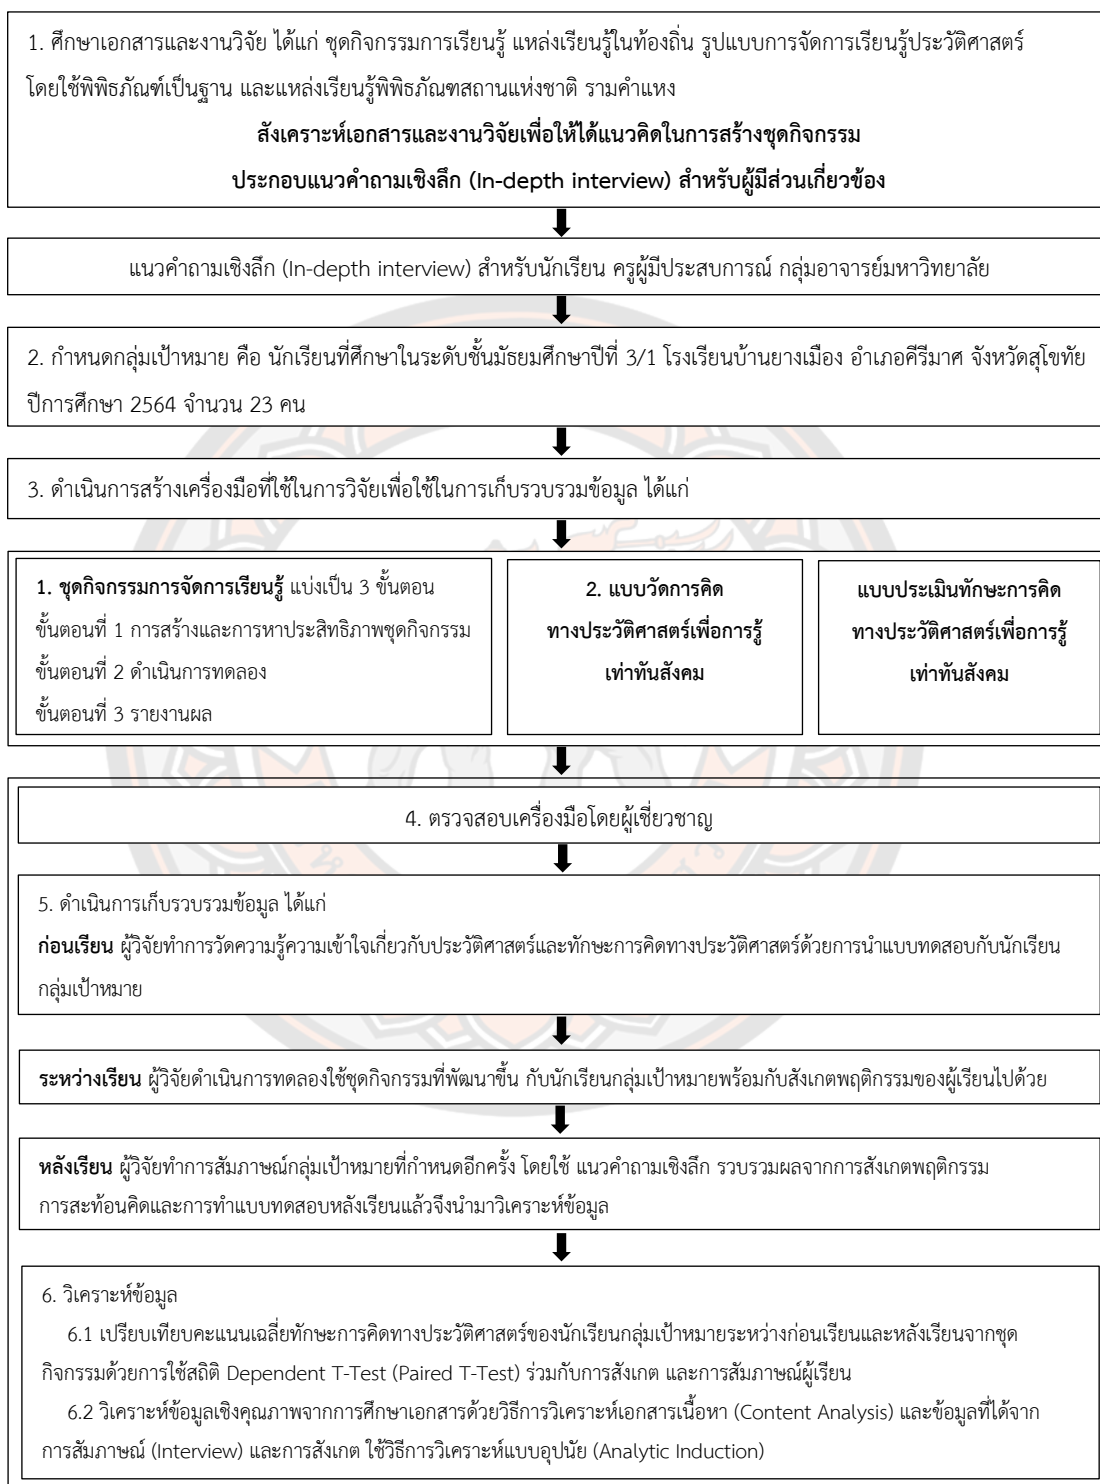 1. ศึกษาเอกสารและงานวิจัย ได้แก่ ชุดกิจกรรมการเรียนรู้ แหล่งเรียนรู้ในท้องถิ่น รูปแบบการจัดการเรียนรู้ประวัติศาสตร์
โดยใช้พิพิธภัณฑ์เป็นฐาน และแหล่งเรียนรู้พิพิธภัณฑสถานแห่งชาติ รามคำแหง
สังเคราะห์เอกสารและงานวิจัยเพื่อให้ได้แนวคิดในการสร้างชุดกิจกรรม
ประกอบแนวคำถามเชิงลึก (In-depth interview) สำหรับผู้มีส่วนเกี่ยวข้อง
แนวคำถามเชิงลึก (In-depth interview) สำหรับนักเรียน ครูผู้มีประสบการณ์ กลุ่มอาจารย์มหาวิทยาลัย
2. กำหนดกลุ่มเป้าหมาย คือ นักเรียนที่ศึกษาในระดับชั้นมัธยมศึกษาปีที่ 3/1 โรงเรียนบ้านยางเมือง อำเภอคีรีมาศ จังหวัดสุโขทัย
ปีการศึกษา 2564 จำนวน 23 คน
3. ดำเนินการสร้างเครื่องมือที่ใช้ในการวิจัยเพื่อใช้ในการเก็บรวบรวมข้อมูล ได้แก่
1. ชุดกิจกรรมการจัดการเรียนรู้ แบ่งเป็น 3 ขั้นตอน
ขั้นตอนที่ 1 การสร้างและการหาประสิทธิภาพชุดกิจกรรม
ขั้นตอนที่ 2 ดำเนินการทดลอง
ขั้นตอนที่ 3 รายงานผล
2. แบบวัดการคิด
ทางประวัติศาสตร์เพื่อการรู้
เท่าทันสังคม
แบบประเมินทักษะการคิด
ทางประวัติศาสตร์เพื่อการรู้
เท่าทันสังคม
4. ตรวจสอบเครื่องมือโดยผู้เชี่ยวชาญ
5. ดำเนินการเก็บรวบรวมข้อมูล ได้แก่
ก่อนเรียน ผู้วิจัยทำการวัดความรู้ความเข้าใจเกี่ยวกับประวัติศาสตร์และทักษะการคิดทางประวัติศาสตร์ด้วยการนำแบบทดสอบกับนักเรียน
กลุ่มเป้าหมาย
ระหว่างเรียน ผู้วิจัยดำเนินการทดลองใช้ชุดกิจกรรมที่พัฒนาขึ้น กับนักเรียนกลุ่มเป้าหมายพร้อมกับสังเกตพฤติกรรมของผู้เรียนไปด้วย
หลังเรียน ผู้วิจัยทำการสัมภาษณ์กลุ่มเป้าหมายที่กำหนดอีกครั้ง โดยใช้ แนวคำถามเชิงลึก รวบรวมผลจากการสังเกตพฤติกรรม
การสะท้อนคิดและการทำแบบทดสอบหลังเรียนแล้วจึงนำมาวิเคราะห์ข้อมูล
6. วิเคราะห์ข้อมูล
6.1 เปรียบเทียบคะแนนเฉลี่ยทักษะการคิดทางประวัติศาสตร์ของนักเรียนกลุ่มเป้าหมายระหว่างก่อนเรียนและหลังเรียนจากชุด
กิจกรรมด้วยการใช้สถิติ Dependent T-Test (Paired T-Test) ร่วมกับการสังเกต และการสัมภาษณ์ผู้เรียน
6.2 วิเคราะห์ข้อมูลเชิงคุณภาพจากการศึกษาเอกสารด้วยวิธีการวิเคราะห์เอกสารเนื้อหา (Content Analysis) และข้อมูลที่ได้จาก
การสัมภาษณ์ (Interview) และการสังเกต ใช้วิธีการวิเคราะห์แบบอุปนัย (Analytic Induction)